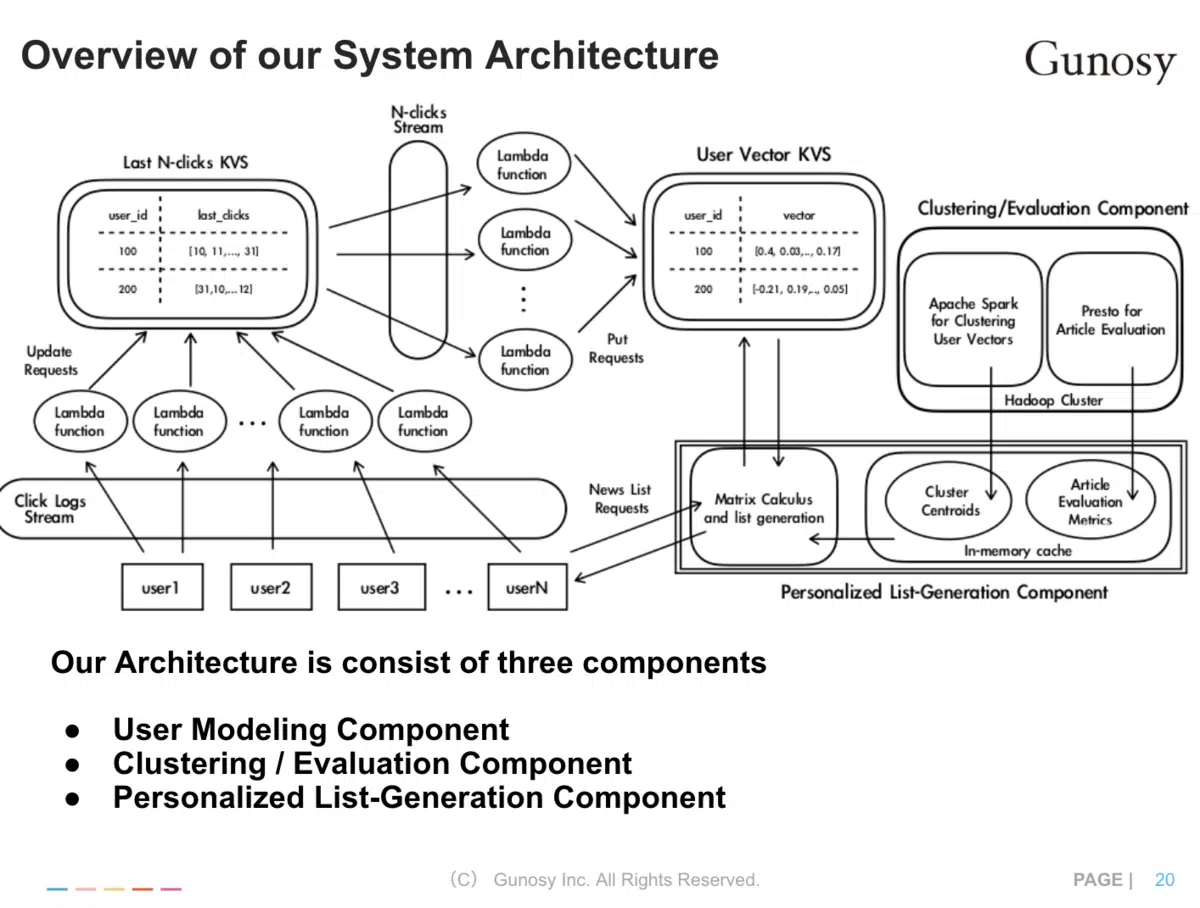 Overview of our System Architecture
Gunosy
N-clicks
Stream
Last N-clicks KVS
user_id
last_clicks
100
[10, 11,..., 31]
200
[31,10,...12]
Lambda
function
Lambda
function
Lambda
function
User Vector KVS
user_id
vector
100
[0.4, 0.03,.., 0.17]
200
[-0.21, 0.19,.., 0.05]
Clustering/Evaluation Component
Apache Spark
for Clustering
User Vectors
Presto for
Article Evaluation
Hadoop Cluster
Update
Requests
Put
Requests
Lambda
function
Lambda
function
...
Lambda
function
Lambda
function
Click Logs
Stream
News List
Requests
Matrix Calculus
and list generation
Cluster
Centroids
Article
Evaluation
Metrics
In-memory cache
Personalized List-Generation Component
user1
user2
user3
...
userN
Our Architecture is consist of three components
● User Modeling Component
● Clustering / Evaluation Component
● Personalized List-Generation Component
（C） Gunosy Inc. All Rights Reserved.
PAGE | 20